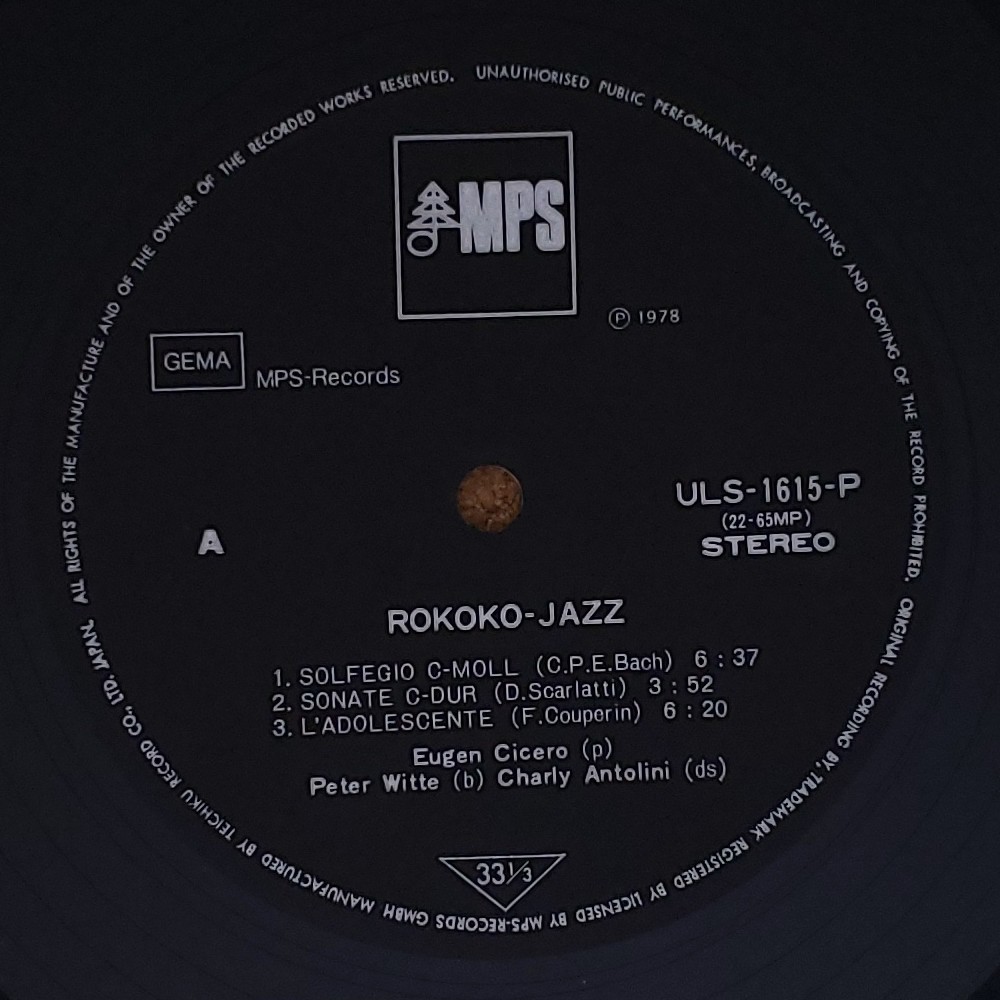 ALL RIGHTS OF THE MANUFACTURE AND OF THE OWNER OF THE RECORDED WORKS RESERVED. UNAUTHORISED PUBLIC PERFORMANCES, BROADCASTING AND COPYING OF THE RECORD PROHIBITED. ORIGINAL RECORDING BY, TRADEMARK REGISTERED BY LICENSED BY MPS-RECORDS GMBH MANUFACTURED BY TEICHIKU RECORD CO., LTD. JAPAN.
MPS
Ⓟ 1978
GEMA
MPS-Records
ULS-1615-P
(22-65MP)
STEREO
A
ROKOKO-JAZZ
1. SOLFEGIO C-MOLL (C.P.E.Bach) 6 : 37
2. SONATE C-DUR (D.Scarlatti) 3 : 52
3. L'ADOLESCENTE (F.Couperin) 6 : 20
Eugen Cicero (p)
Peter Witte (b) Charly Antolini (ds)
33⅓